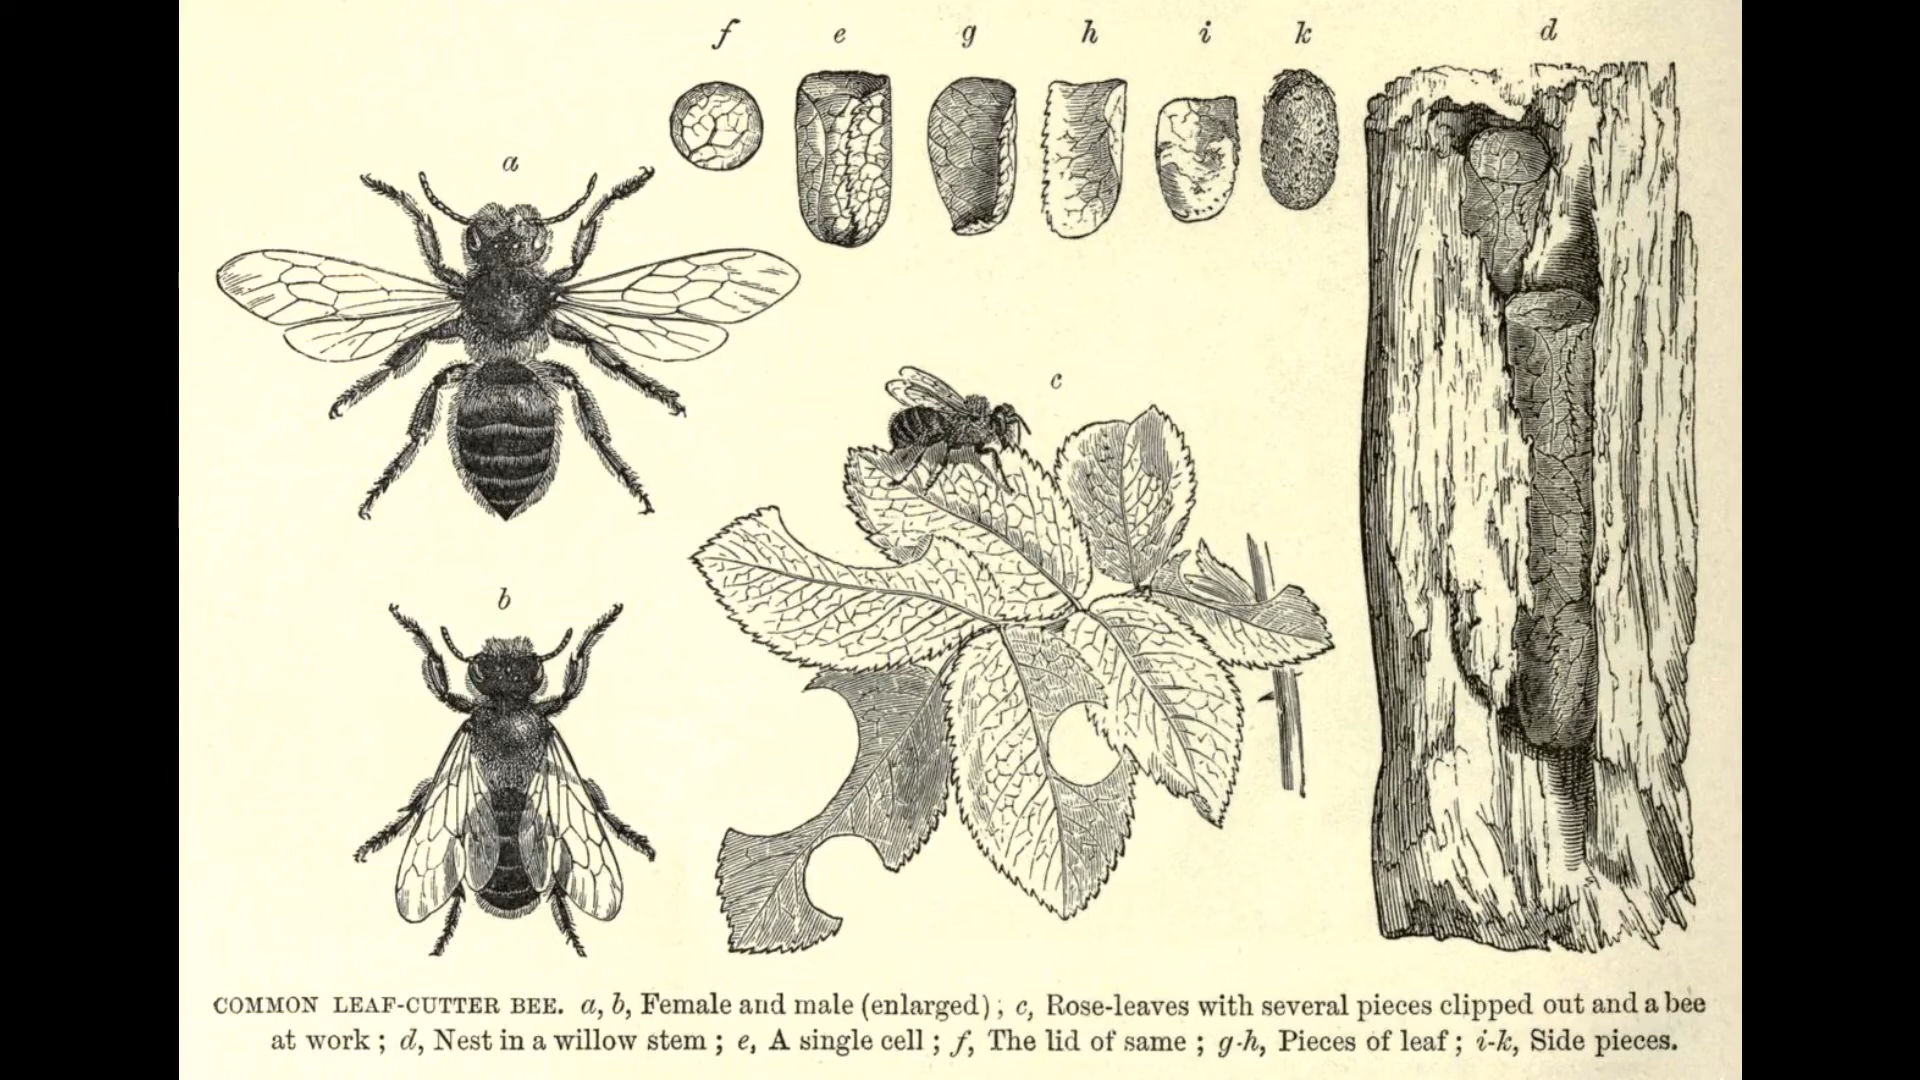 f e g h i k d
a
c
b
COMMON LEAF-CUTTER BEE. a, b, Female and male (enlarged); c, Rose-leaves with several pieces clipped out and a bee
at work; d, Nest in a willow stem; e, A single cell; f, The lid of same; g-h, Pieces of leaf; i-k, Side pieces.